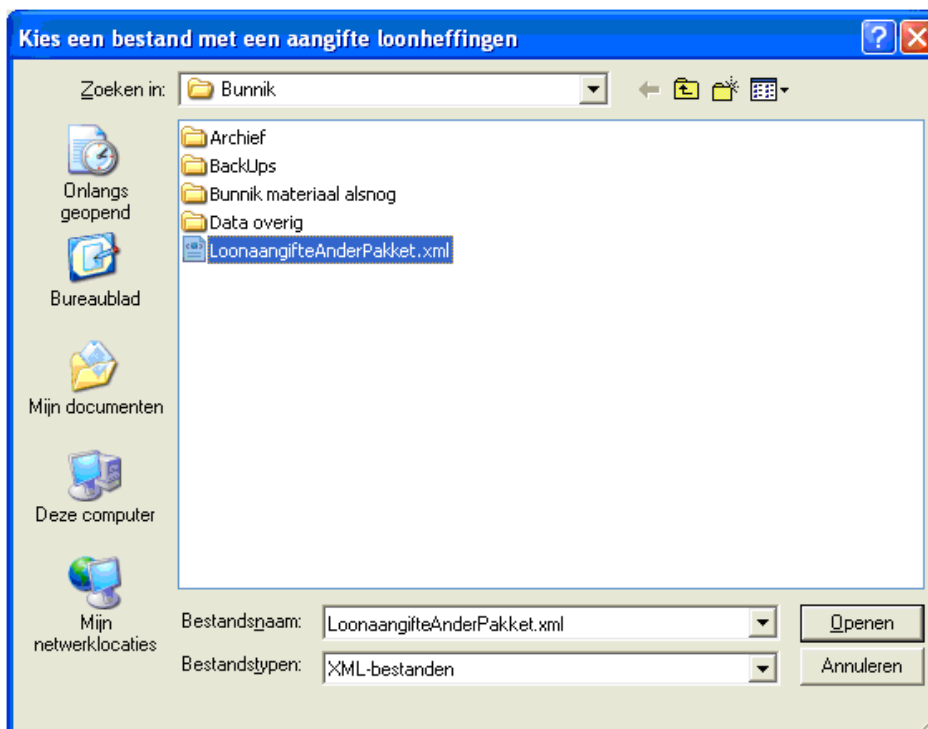 Kies een bestand met een aangifte loonheffingen
Zoeken in:
Bunnik
Archief
BackUps
Bunnik materiaal alsnog
Data overig
LoonaangifteAnderPakket.xml
Onlangs
geopend
Bureaublad
Mijn documenten
Deze computer
Mijn
netwerklocaties
Bestandsnaam:
LoonaangifteAnderPakket.xml
Openen
Bestandstypen:
XML-bestanden
Annuleren